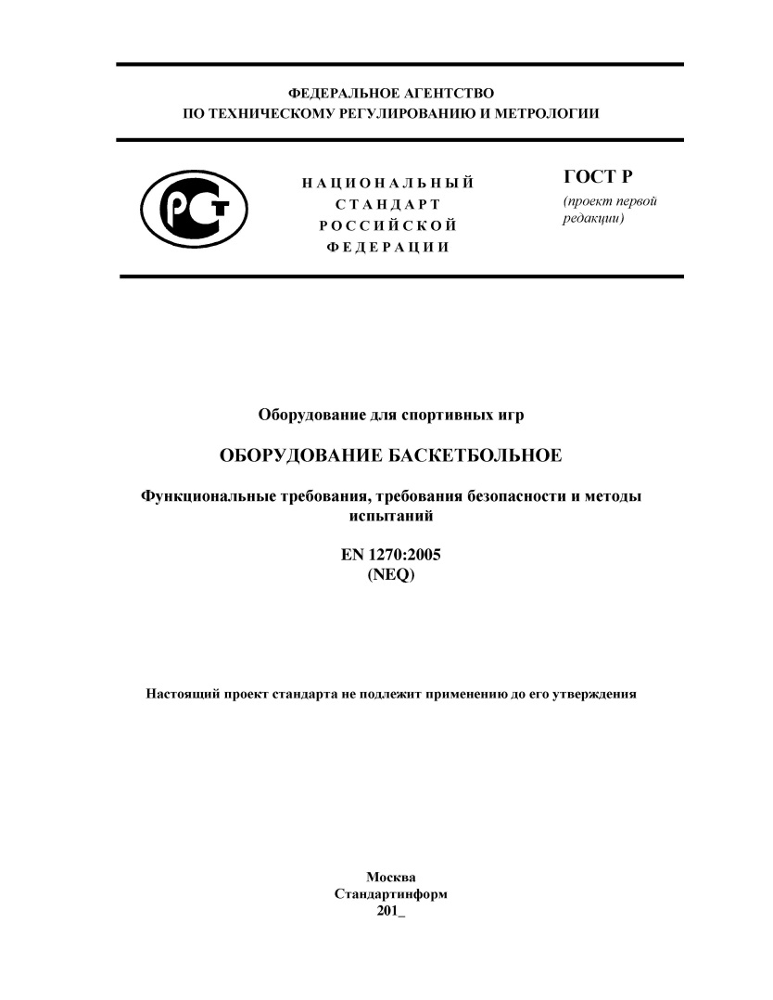 ФЕДЕРАЛЬНОЕ АГЕНТСТВО
ПО ТЕХНИЧЕСКОМУ РЕГУЛИРОВАНИЮ И МЕТРОЛОГИИ
РСТ
НАЦИОНАЛЬНЫЙ
СТАНДАРТ
РОССИЙСКОЙ
ФЕДЕРАЦИИ
ГОСТ Р
(проект первой
редакции)
Оборудование для спортивных игр
ОБОРУДОВАНИЕ БАСКЕТБОЛЬНОЕ
Функциональные требования, требования безопасности и методы
испытаний
EN 1270:2005
(NEQ)
Настоящий проект стандарта не подлежит применению до его утверждения
Москва
Стандартинформ
201_